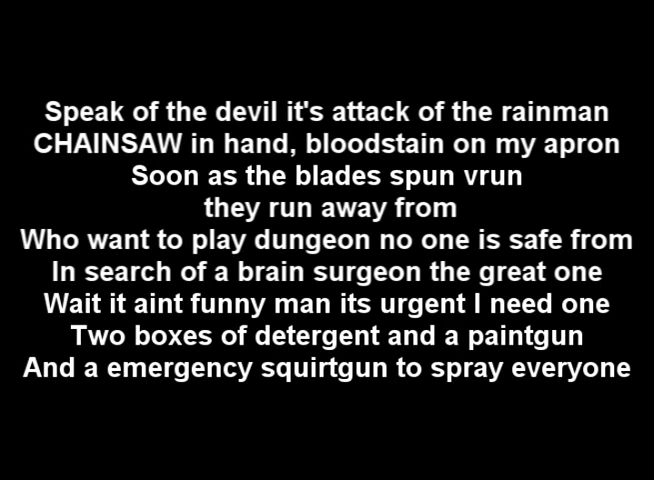 Speak of the devil it's attack of the rainman
CHAINSAW in hand, bloodstain on my apron
Soon as the blades spun vrun
they run away from
Who want to play dungeon no one is safe from
In search of a brain surgeon the great one
Wait it aint funny man its urgent I need one
Two boxes of detergent and a paintgun
And a emergency squirtgun to spray everyone